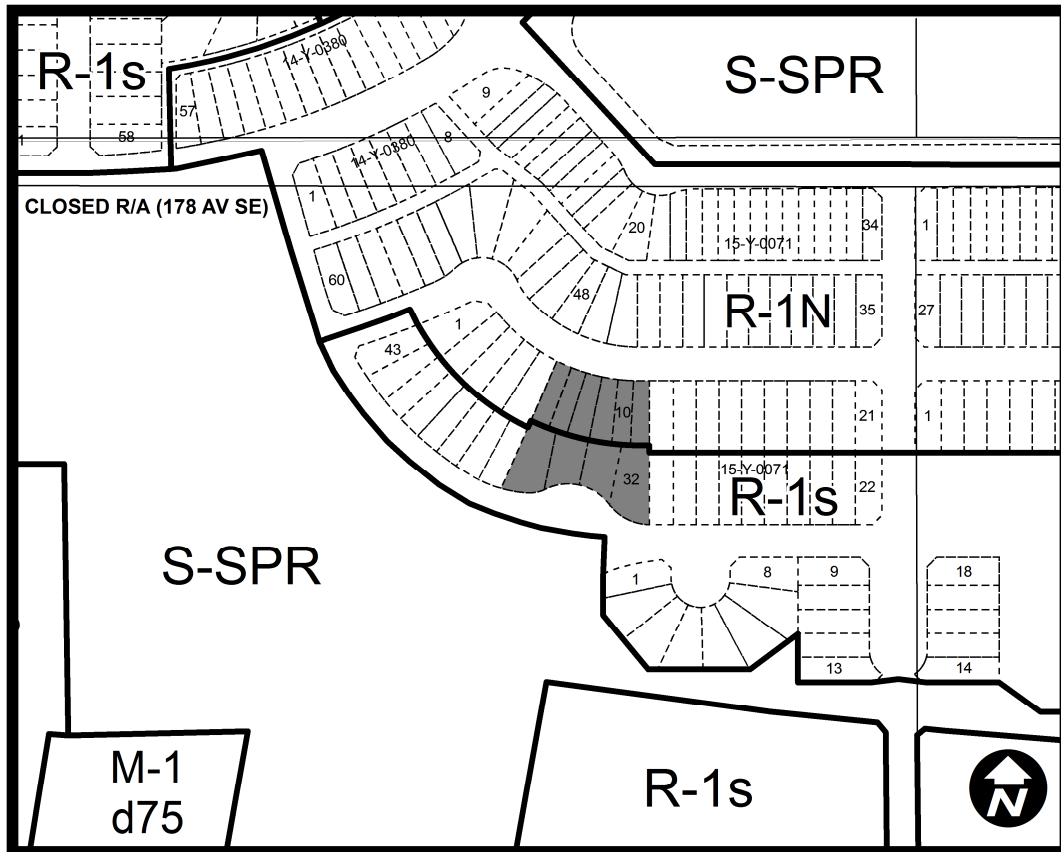 R-1s
57
58
1
14-Y-0380
9
S-SPR
14-Y-0380
8
1
CLOSED R/A (178 AV SE)
20
15-Y-0071
34
1
60
48
R-1N
35
27
43
1
10
21
1
32
15-Y-0071
R-1s
22
S-SPR
1
8
9
18
13
14
M-1
d75
R-1s
N